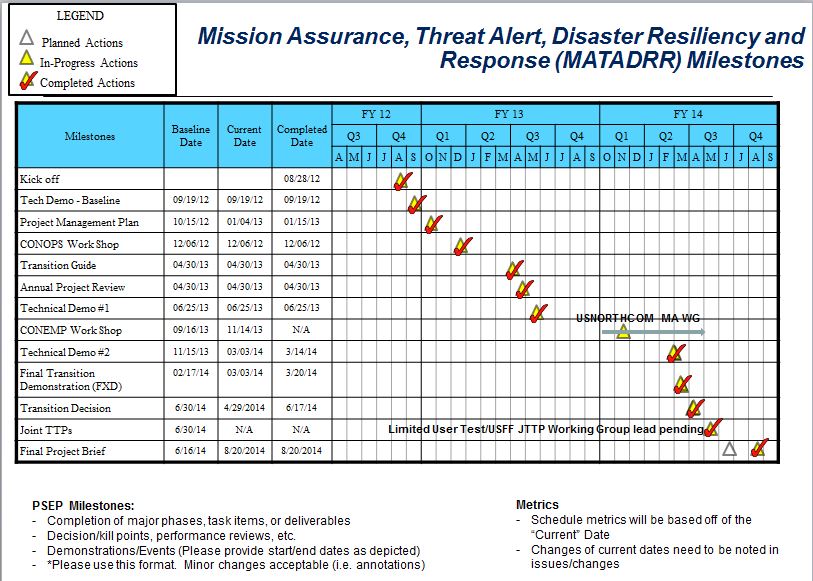 LEGEND
Planned Actions
In-Progress Actions
Completed Actions
Mission Assurance, Threat Alert, Disaster Resiliency and
Response (MATADRR) Milestones
Milestones Baseline Date Current Date Completed Date FY 12 FY 13 FY 14
Q3 Q4 Q1 Q2 Q3 Q4 Q1 Q2 Q3 Q4
A M J J A S O N D J F M A M J J A S O N D J F M A M J J A S
Kick off 08/28/12
Tech Demo - Baseline 09/19/12 09/19/12 09/19/12
Project Management Plan 10/15/12 01/04/13 01/15/13
CONOPS Work Shop 12/06/12 12/06/12 12/06/12
Transition Guide 04/30/13 04/30/13 04/30/13
Annual Project Review 04/30/13 04/30/13 04/30/13
Technical Demo #1 06/25/13 06/25/13 06/25/13
USNORTHCOM MA WG
CONEMP Work Shop 09/16/13 11/14/13 N/A
Technical Demo #2 11/15/13 03/03/14 3/14/14
Final Transition 02/17/14 03/03/14 3/20/14
Demonstration (FXD)
Transition Decision 6/30/14 4/29/2014 6/17/14
Joint TTPs 6/30/14 N/A N/A Limited User Test/USFF JTTP Working Group lead pending
Final Project Brief 6/16/14 8/20/2014 8/20/2014
PSEP Milestones:
- Completion of major phases, task items, or deliverables
- Decision/kill points, performance reviews, etc.
- Demonstrations/Events (Please provide start/end dates as depicted)
- *Please use this format. Minor changes acceptable (i.e. annotations)
Metrics
- Schedule metrics will be based off of the
“Current” Date
- Changes of current dates need to be noted in
issues/changes